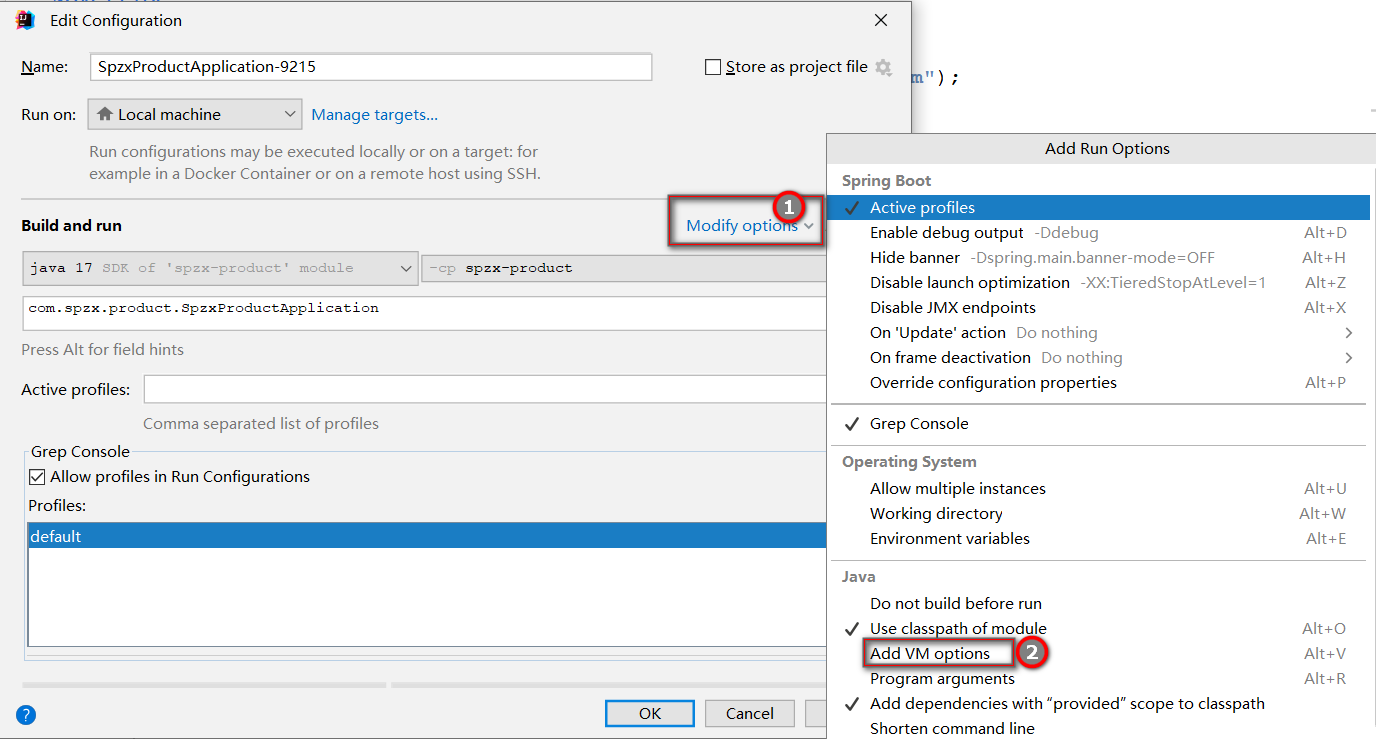 Edit Configuration
Name: SpzxProductApplication-9215
Store as project file
m");
Run on: Local machine Manage targets...
Run configurations may be executed locally or on a target: for
example in a Docker Container or on a remote host using SSH.
Build and run
1
Modify options
java 17 SDK of 'spzx-product' module
-cp spzx-product
com.spzx.product.SpzxProductApplication
Press Alt for field hints
Active profiles:
Comma separated list of profiles
Grep Console
Allow profiles in Run Configurations
Profiles:
default
?
OK
Cancel
Add Run Options
Spring Boot
Active profiles
Enable debug output -Ddebug Alt+D
Hide banner -Dspring.main.banner-mode=OFF Alt+H
Disable launch optimization -XX:TieredStopAtLevel=1 Alt+Z
Disable JMX endpoints Alt+X
On 'Update' action Do nothing
On frame deactivation Do nothing
Override configuration properties Alt+P
Grep Console
Operating System
Allow multiple instances Alt+U
Working directory Alt+W
Environment variables Alt+E
Java
Do not build before run
Use classpath of module Alt+O
Add VM options 2 Alt+V
Program arguments Alt+R
Add dependencies with “provided” scope to classpath
Shorten command line